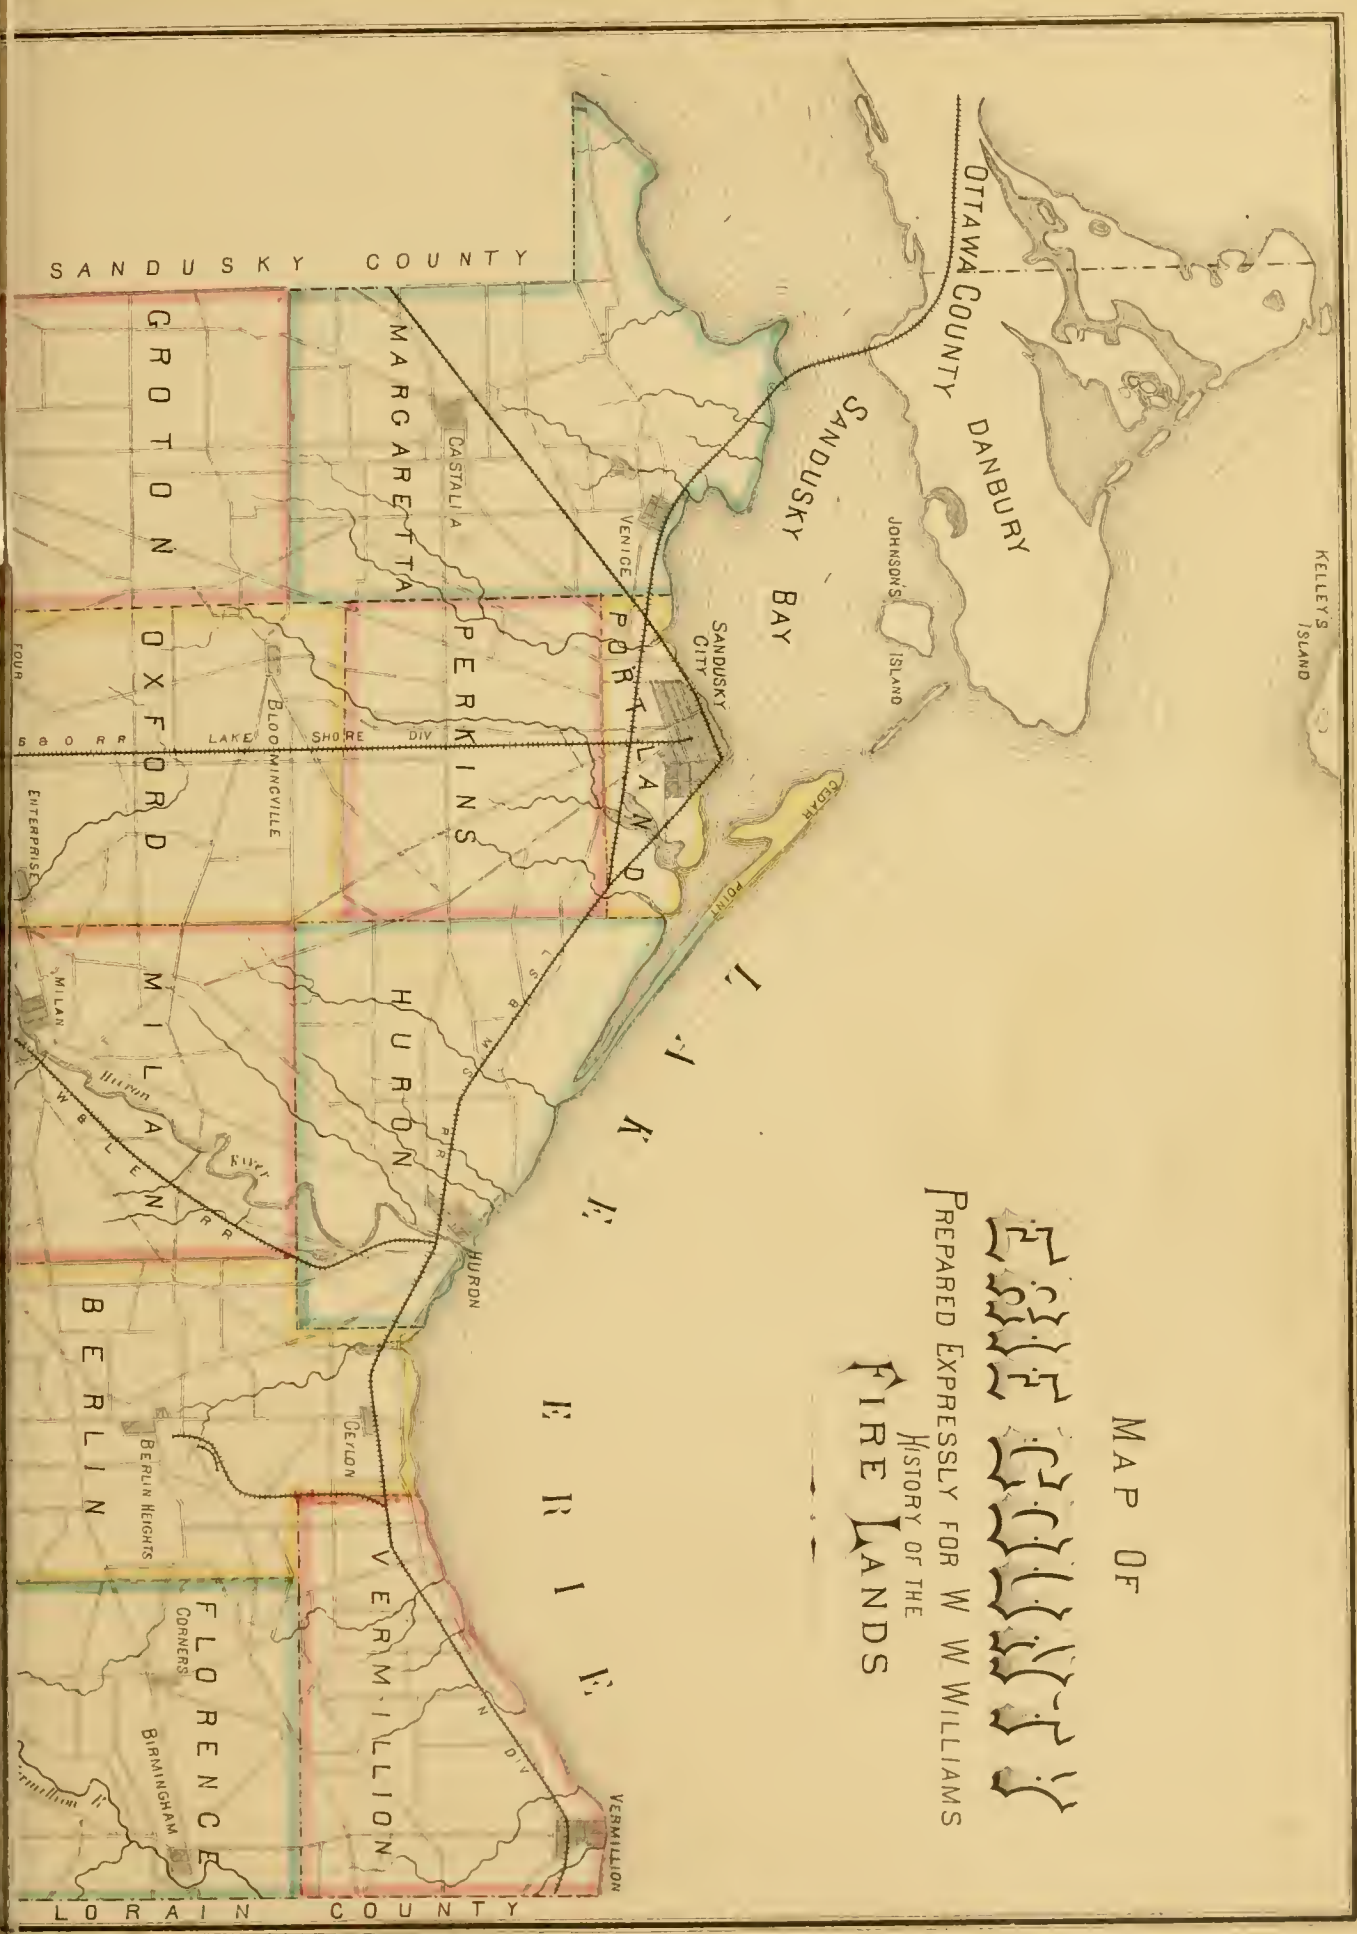 MAP OF
ERIE COUNTY
PREPARED EXPRESSLY FOR W W. WILLIAMS
HISTORY OF THE
FIRE LANDS
KELLEY'S
ISLAND
OTTAWA COUNTY
DANBURY
JOHNSON'S ISLAND
SANDUSKY BAY
SANDUSKY
CITY
CEDAR POINT
LAKE ERIE
SANDUSKY COUNTY
MARGARETTA
CASTALIA
VENICE
PORTLAND
GROTON
PERKINS
OXFORD
BLOOMINGVILLE
LAKE SHORE DIV
B & O R R
FOUR
ENTERPRISE
MILAN
MILAN
Huron River
W & L E R R
HURON
HURON
L S & M S R R
N DIV
BERLIN
BERLIN HEIGHTS
CEYLON
VERMILLION
VERMILLION
FLORENCE
CORNERS
BIRMINGHAM
LORAIN COUNTY